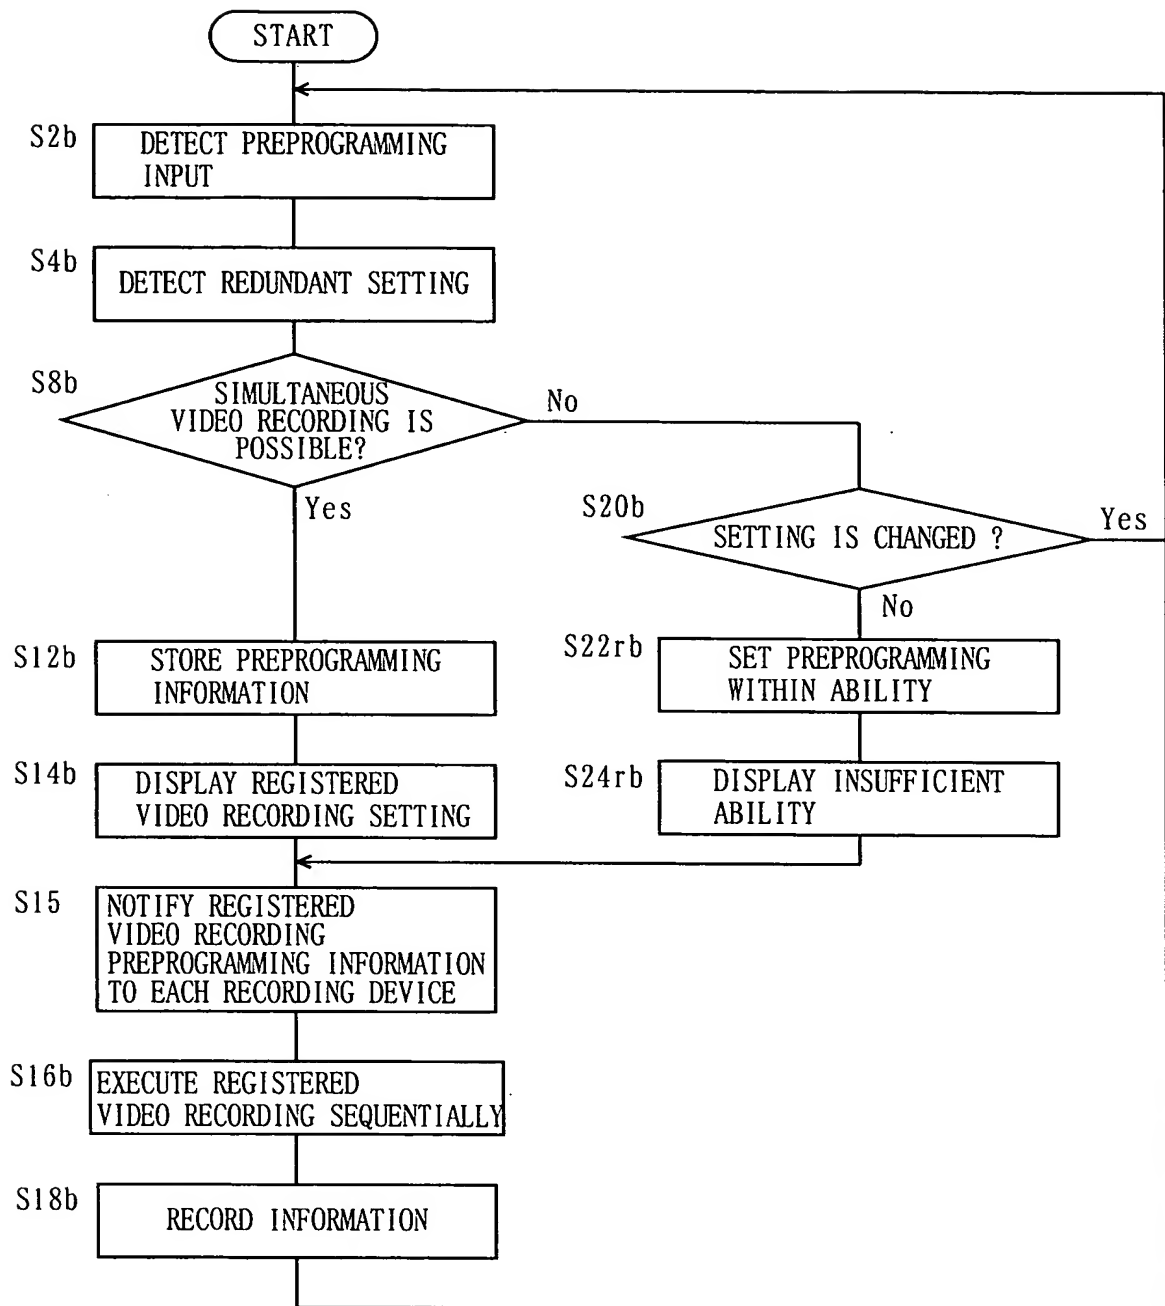 START
S2b
DETECT PREPROGRAMMING
INPUT
S4b
DETECT REDUNDANT SETTING
S8b
SIMULTANEOUS
VIDEO RECORDING IS
POSSIBLE?
No
Yes
S20b
SETTING IS CHANGED ?
Yes
No
S12b
STORE PREPROGRAMMING
INFORMATION
S22rb
SET PREPROGRAMMING
WITHIN ABILITY
S14b
DISPLAY REGISTERED
VIDEO RECORDING SETTING
S24rb
DISPLAY INSUFFICIENT
ABILITY
S15
NOTIFY REGISTERED
VIDEO RECORDING
PREPROGRAMMING INFORMATION
TO EACH RECORDING DEVICE
S16b
EXECUTE REGISTERED
VIDEO RECORDING SEQUENTIALLY
S18b
RECORD INFORMATION